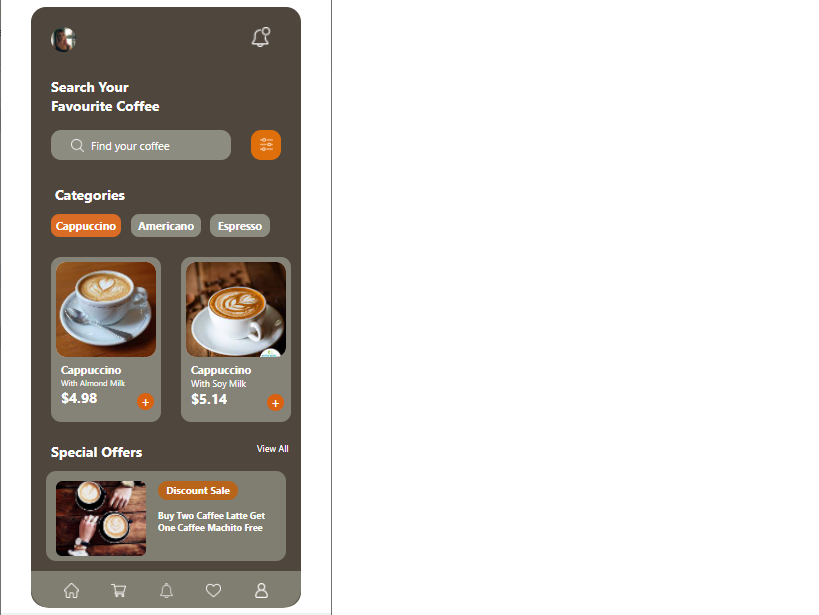 Search Your
Favourite Coffee
Find your coffee
Categories
Cappuccino
Americano
Espresso
Cappuccino
With Almond Milk
$4.98
+
Cappuccino
With Soy Milk
$5.14
+
Special Offers
View All
Discount Sale
Buy Two Caffee Latte Get
One Caffee Machito Free